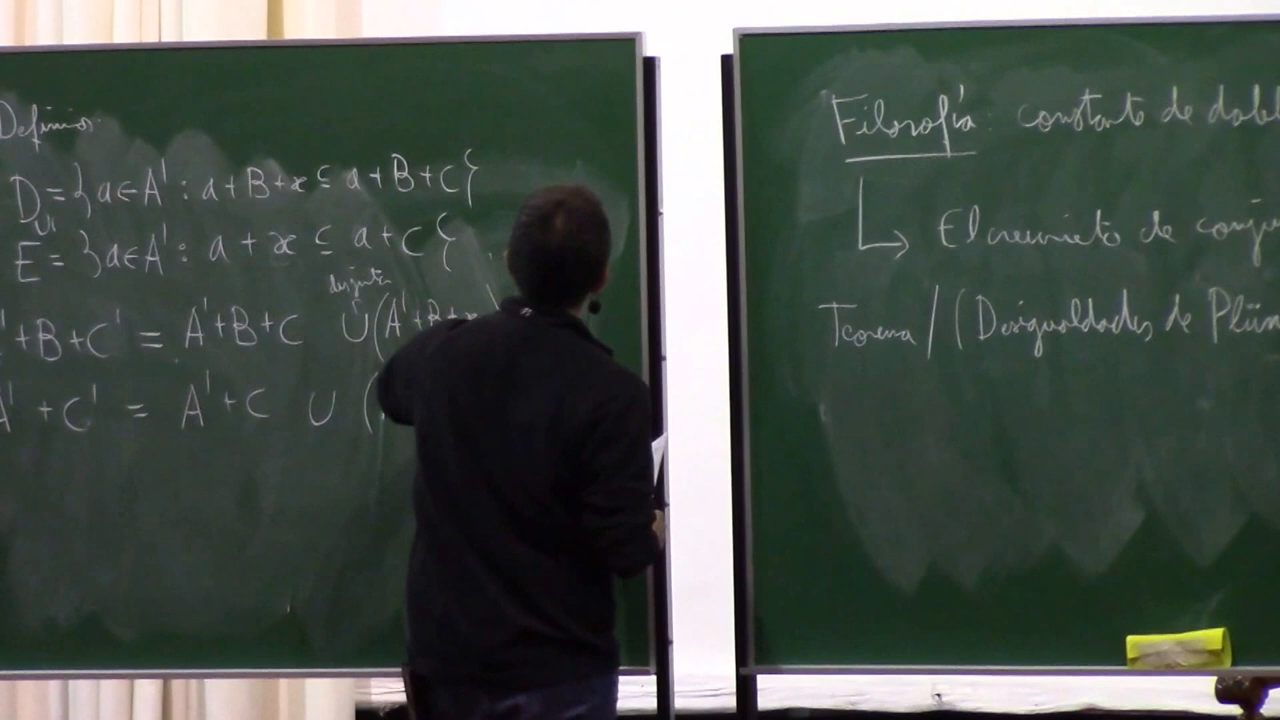 Definimos
D = {a∈A' : a+B+x ⊆ a+B+C}
∪|
E = {a∈A' : a+x ⊆ a+C}
'+B+C' = A'+B+C disjunta ∪ (A'+B+x
A'+C' = A'+C ∪ (
Filosofía: constante de dobl
↳ El crecimiento de conju
Teorema / (Desigualdades de Plün